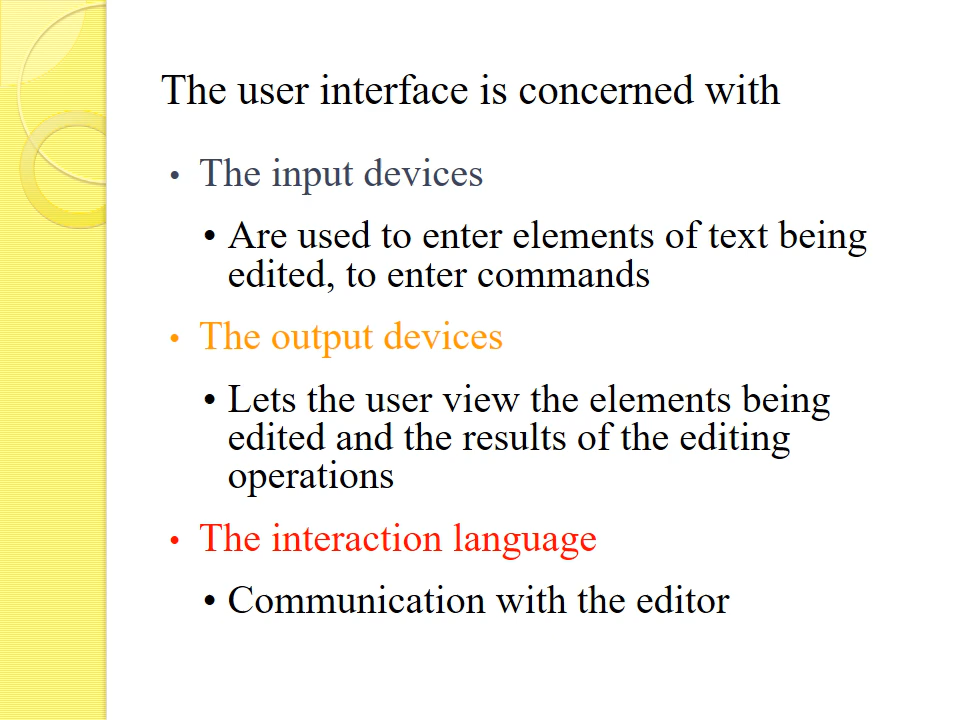 The user interface is concerned with
• The input devices
• Are used to enter elements of text being
edited, to enter commands
• The output devices
• Lets the user view the elements being
edited and the results of the editing
operations
• The interaction language
• Communication with the editor